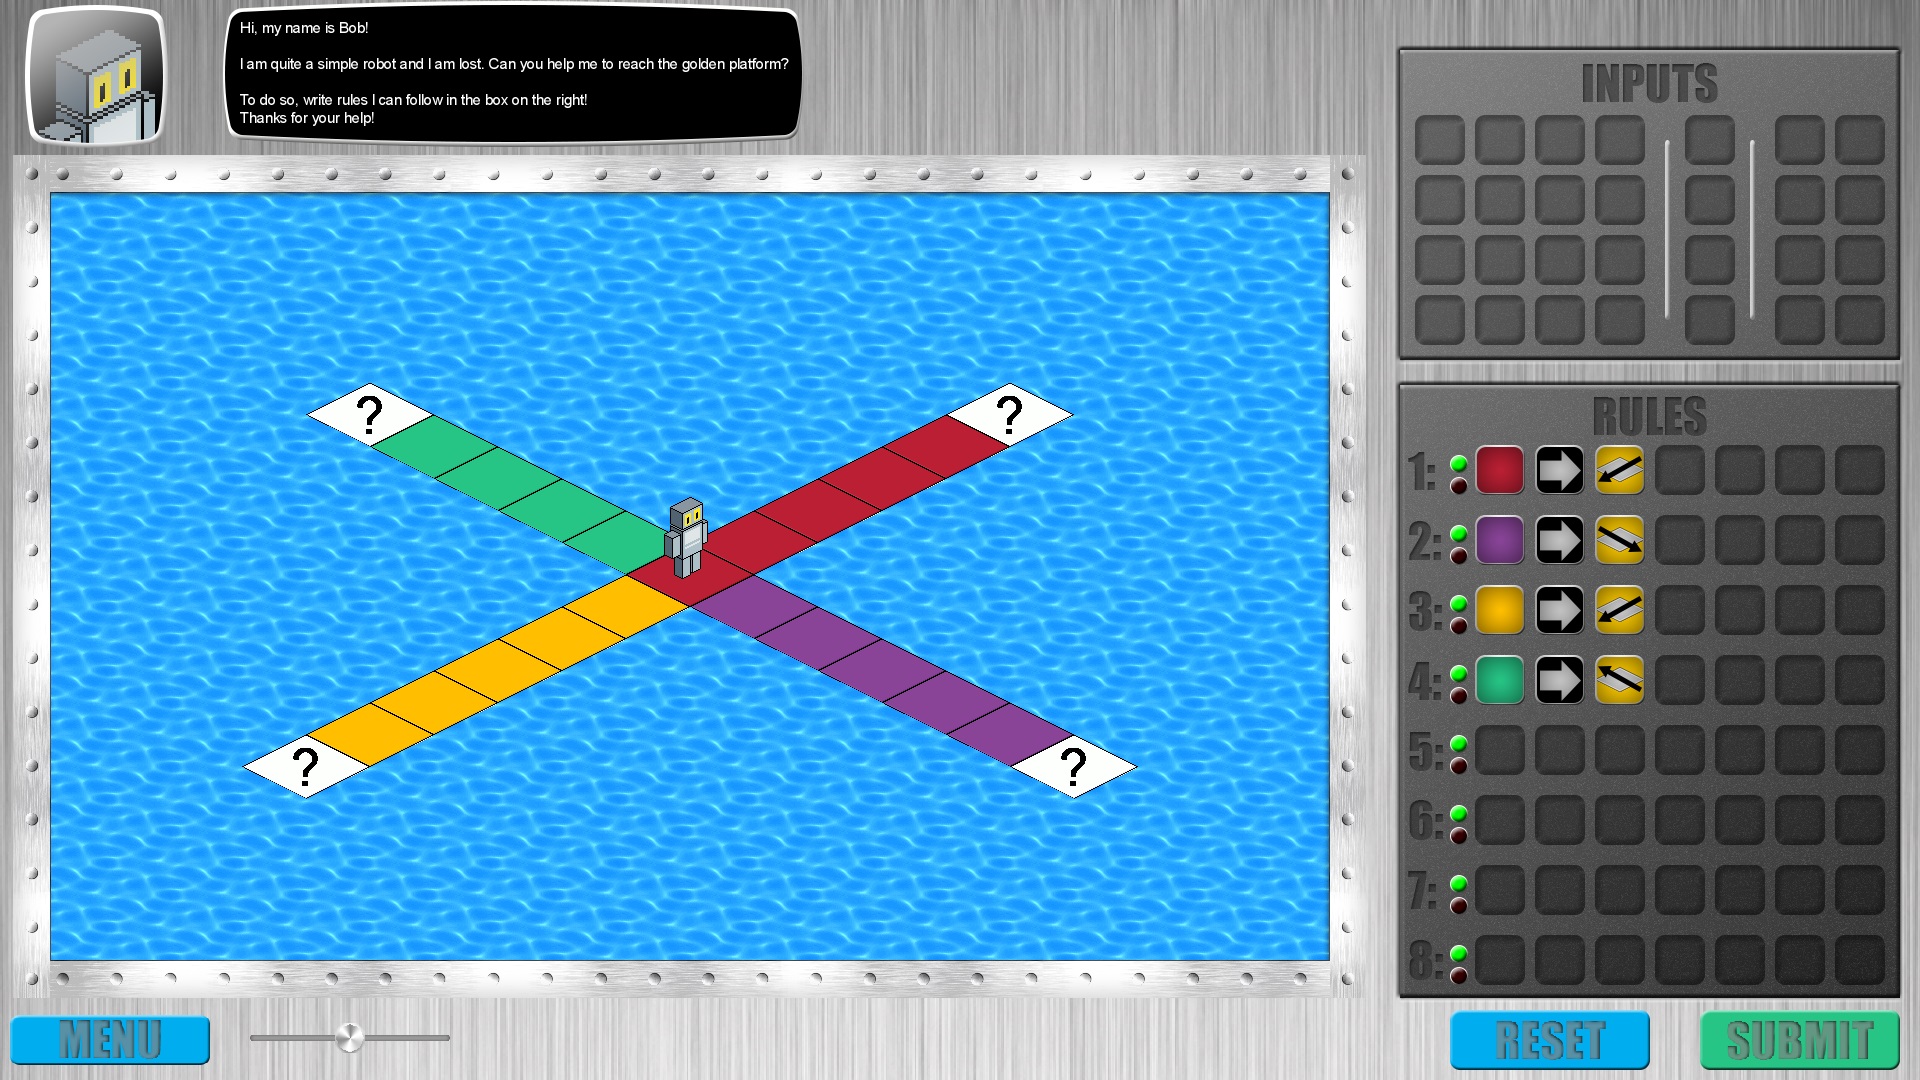 Hi, my name is Bob!
I am quite a simple robot and I am lost. Can you help me to reach the golden platform?
To do so, write rules I can follow in the box on the right!
Thanks for your help!
INPUTS
?
?
?
?
RULES
1:
2:
3:
4:
5:
6:
7:
8:
MENU
RESET
SUBMIT